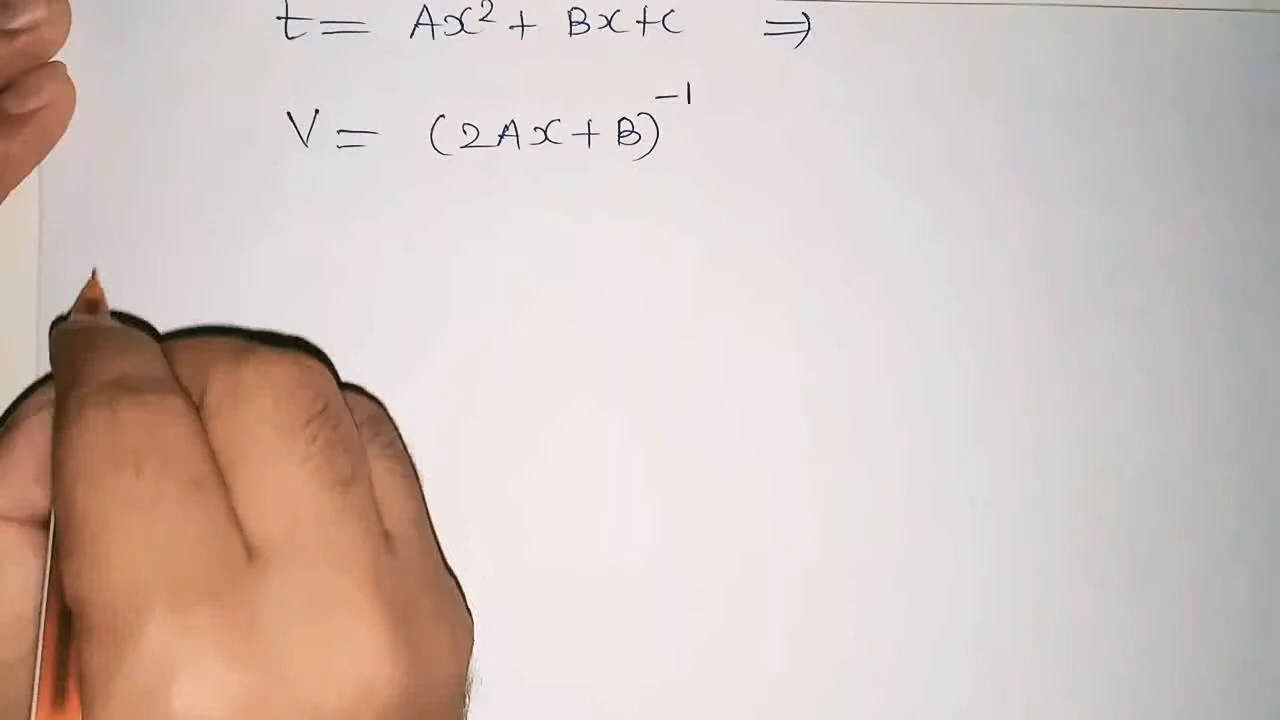 t = Ax² + Bx+C ⇒
V = (2Ax+B)⁻¹